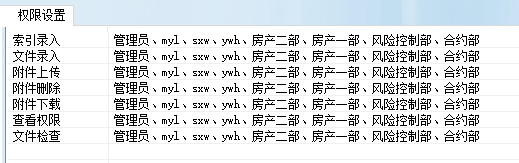 权限设置
索引录入 管理员、myl、sxw、ywh、房产二部、房产一部、风险控制部、合约部
文件录入 管理员、myl、sxw、ywh、房产二部、房产一部、风险控制部、合约部
附件上传 管理员、myl、sxw、ywh、房产二部、房产一部、风险控制部、合约部
附件删除 管理员、myl、sxw、ywh、房产二部、房产一部、风险控制部、合约部
附件下载 管理员、myl、sxw、ywh、房产二部、房产一部、风险控制部、合约部
查看权限 管理员、myl、sxw、ywh、房产二部、房产一部、风险控制部、合约部
文件检查 管理员、myl、sxw、ywh、房产二部、房产一部、风险控制部、合约部